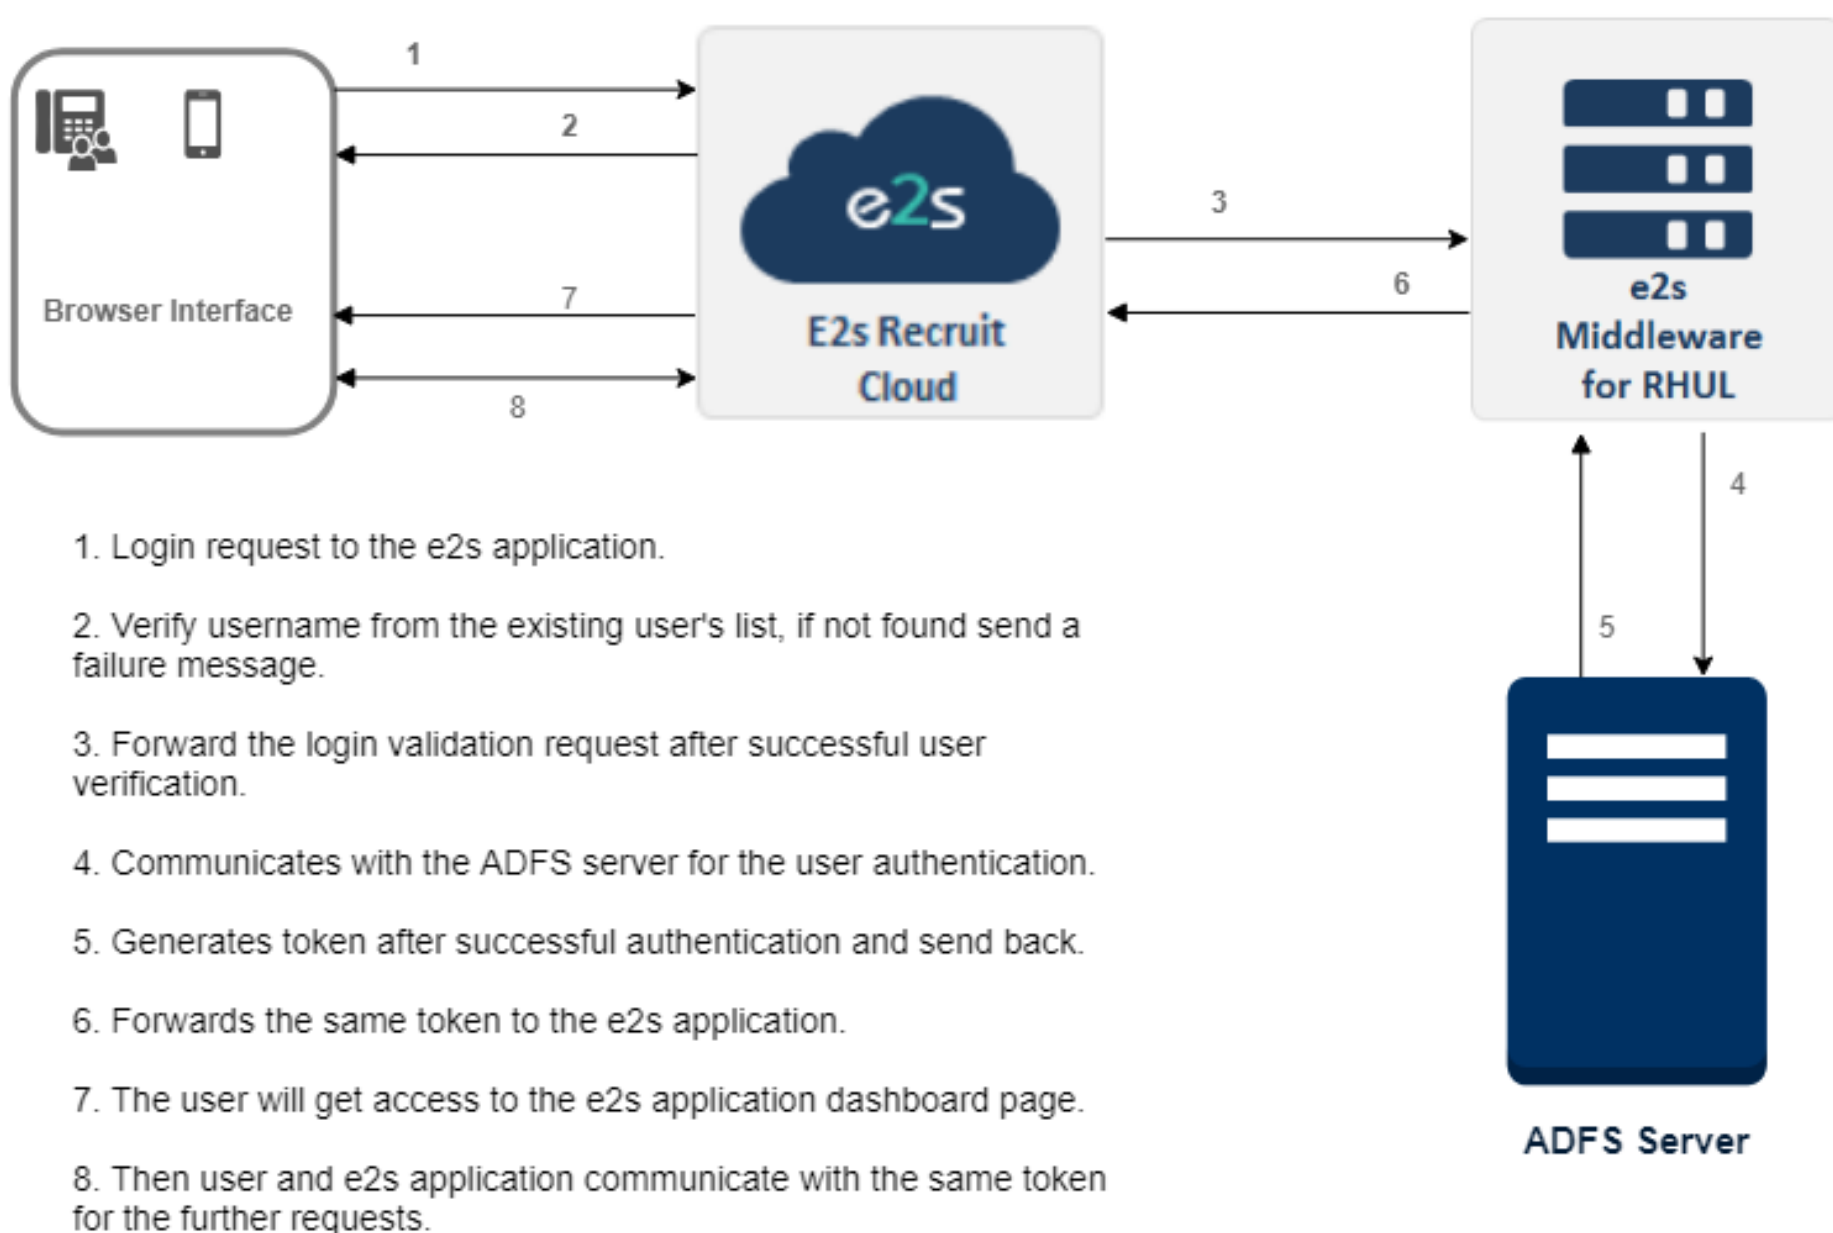 1
2
e2s
3
6
7
8
Browser Interface
E2s Recruit
Cloud
e2s
Middleware
for RHUL
4
5
1. Login request to the e2s application.
2. Verify username from the existing user's list, if not found send a
failure message.
3. Forward the login validation request after successful user
verification.
4. Communicates with the ADFS server for the user authentication.
5. Generates token after successful authentication and send back.
6. Forwards the same token to the e2s application.
7. The user will get access to the e2s application dashboard page.
8. Then user and e2s application communicate with the same token
for the further requests.
ADFS Server